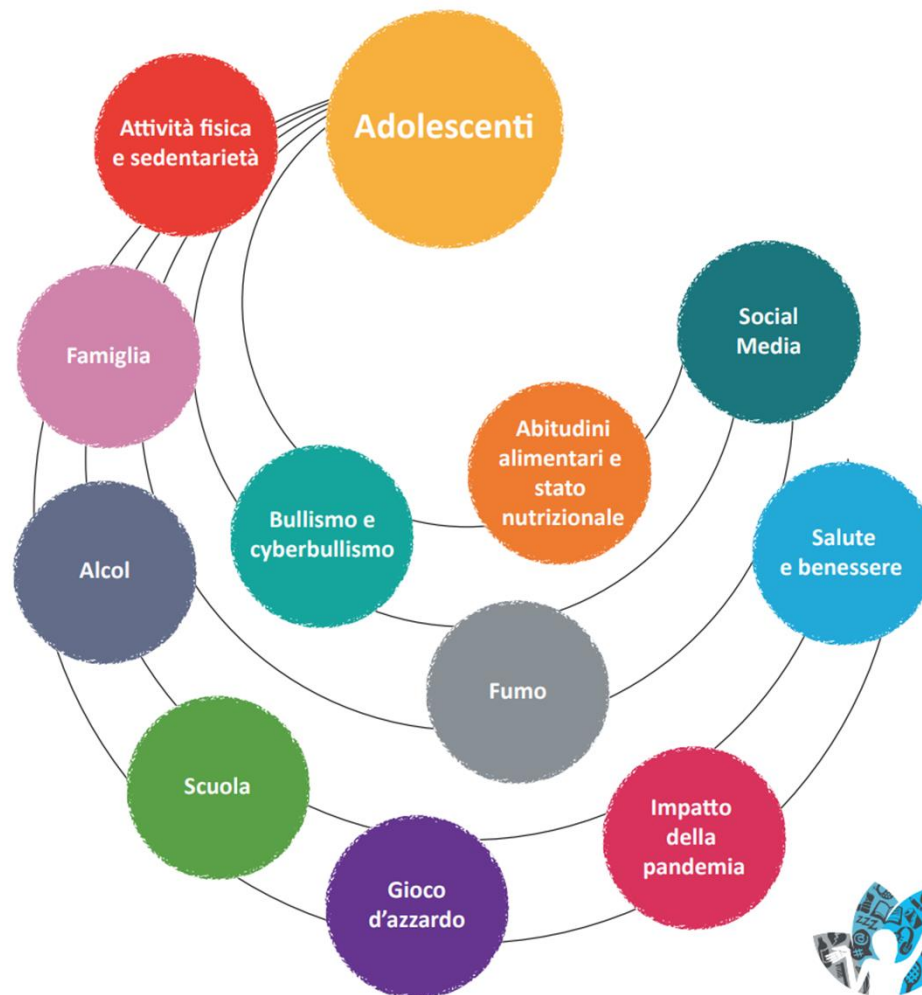 Adolescenti
Attività fisica
e sedentarietà
Famiglia
Social
Media
Abitudini
alimentari e
stato
nutrizionale
Bullismo e
cyberbullismo
Alcol
Salute
e benessere
Fumo
Scuola
Impatto
della
pandemia
Gioco
d’azzardo
zzz
@
#